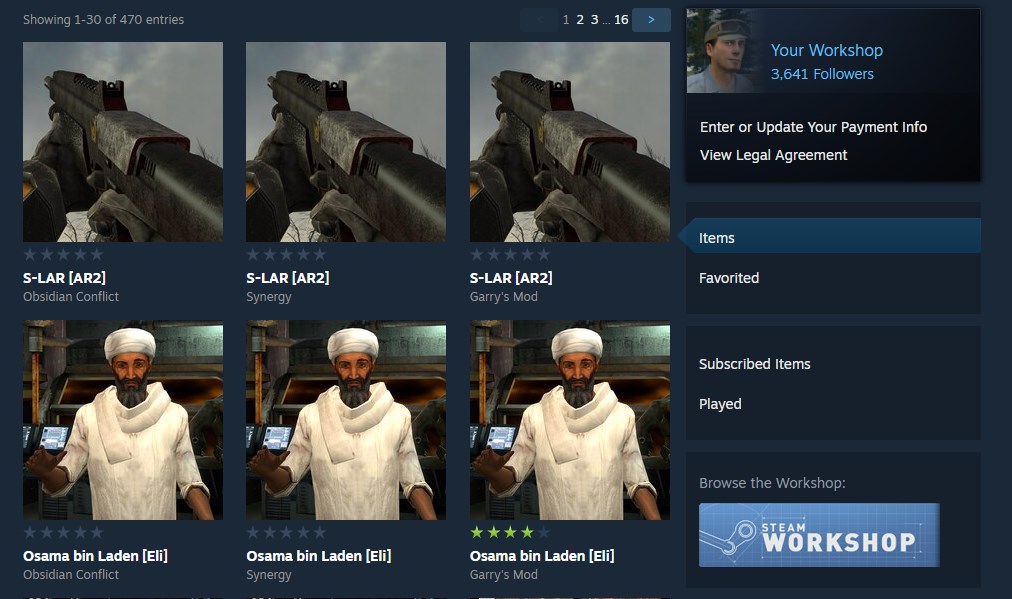 Showing 1-30 of 470 entries
< 1 2 3 ... 16 >
S-LAR [AR2]
Obsidian Conflict
S-LAR [AR2]
Synergy
S-LAR [AR2]
Garry's Mod
Osama bin Laden [Eli]
Obsidian Conflict
Osama bin Laden [Eli]
Synergy
Osama bin Laden [Eli]
Garry's Mod
Your Workshop
3,641 Followers
Enter or Update Your Payment Info
View Legal Agreement
Items
Favorited
Subscribed Items
Played
Browse the Workshop:
STEAM
WORKSHOP